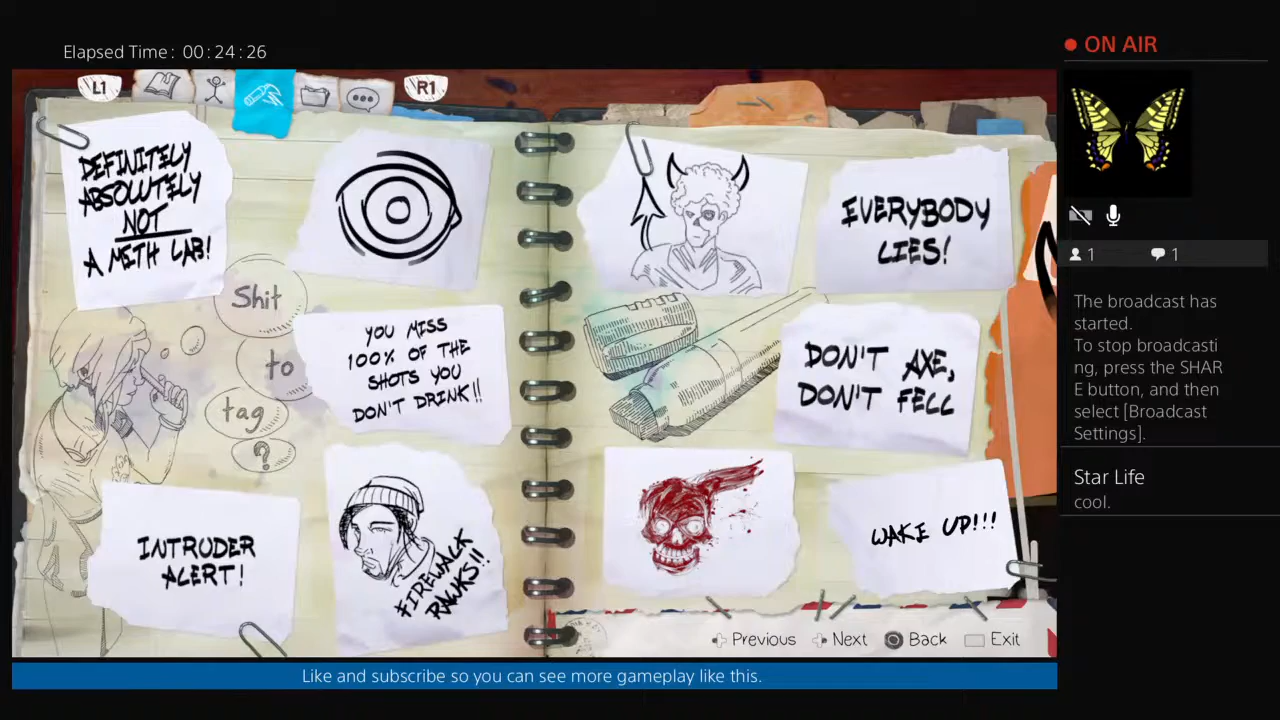 Elapsed Time: 00:24:26
ON AIR
L1
R1
DEFINITELY
ABSOLUTELY
NOT
A METH LAB!
EVERYBODY
LIES!
Shit
to
tag
?
YOU MISS
100% OF THE
SHOTS YOU
DON'T DRINK!!
DON'T AXE,
DON'T FELL
INTRUDER
ALERT!
FIREWALK
RAWKS!!
WAKE UP!!!
Previous
Next
Back
Exit
Like and subscribe so you can see more gameplay like this.
1
1
The broadcast has
started.
To stop broadcasti
ng, press the SHAR
E button, and then
select [Broadcast
Settings].
Star Life
cool.